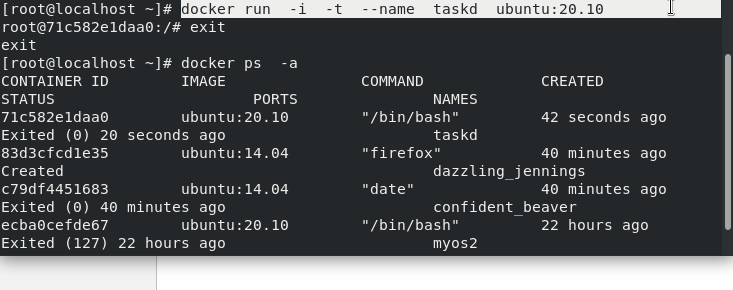 [root@localhost ~]# docker run  -i  -t  --name  taskd  ubuntu:20.10
root@71c582e1daa0:/# exit
exit
[root@localhost ~]# docker ps  -a
CONTAINER ID        IMAGE               COMMAND             CREATED
STATUS                      PORTS               NAMES
71c582e1daa0        ubuntu:20.10        "/bin/bash"         42 seconds ago
Exited (0) 20 seconds ago                       taskd
83d3cfcd1e35        ubuntu:14.04        "firefox"           40 minutes ago
Created                                         dazzling_jennings
c79df4451683        ubuntu:14.04        "date"              40 minutes ago
Exited (0) 40 minutes ago                       confident_beaver
ecba0cefde67        ubuntu:20.10        "/bin/bash"         22 hours ago
Exited (127) 22 hours ago                       myos2